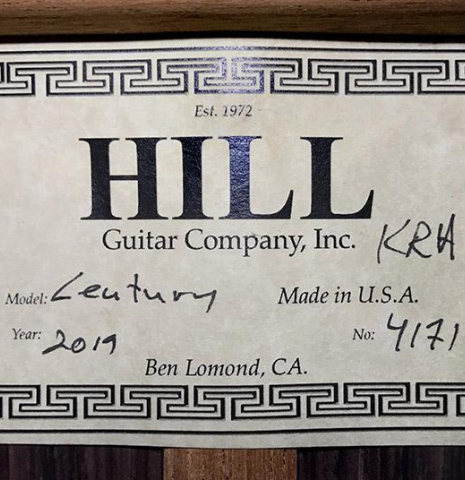 Est. 1972
HILL
Guitar Company, Inc. KRH
Model: Century Made in U.S.A.
Year: 2019 No: 4171
Ben Lomond, CA.